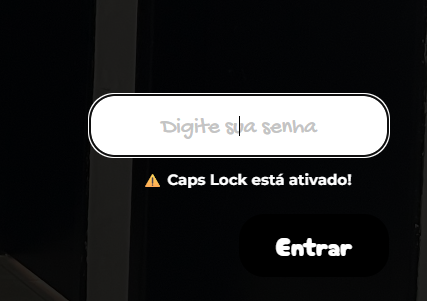 Digite sua senha
⚠️ Caps Lock está ativado!
Entrar